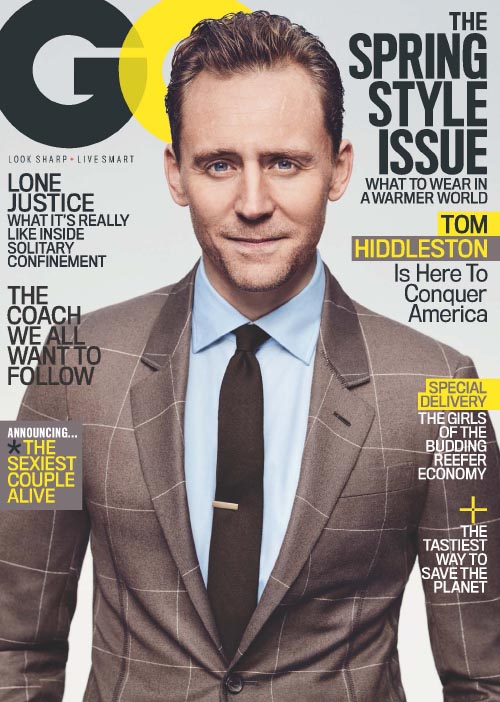 GQ
LOOK SHARP + LIVE SMART
THE
SPRING
STYLE
ISSUE
WHAT TO WEAR IN
A WARMER WORLD
TOM
HIDDLESTON
Is Here To
Conquer
America
LONE
JUSTICE
WHAT IT'S REALLY
LIKE INSIDE
SOLITARY
CONFINEMENT
THE
COACH
WE ALL
WANT TO
FOLLOW
ANNOUNCING...
*THE
SEXIEST
COUPLE
ALIVE
SPECIAL
DELIVERY
THE GIRLS
OF THE
BUDDING
REEFER
ECONOMY
+
THE
TASTIEST
WAY TO
SAVE THE
PLANET